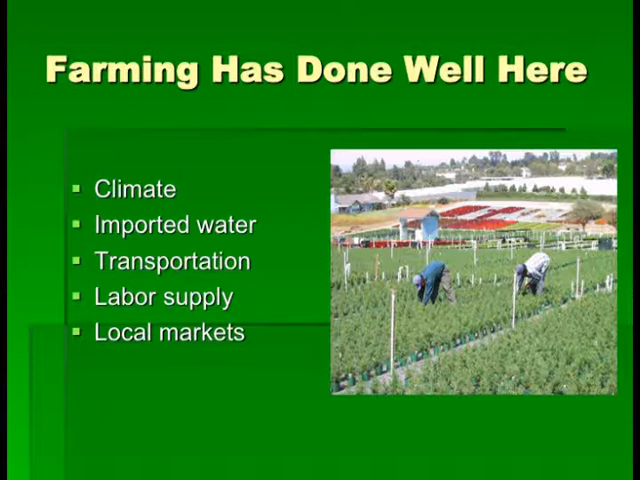 Farming Has Done Well Here
Climate
Imported water
Transportation
Labor supply
Local markets